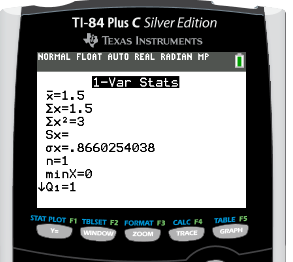 TI-84 Plus C Silver Edition
TEXAS INSTRUMENTS
NORMAL FLOAT AUTO REAL RADIAN MP
1-Var Stats
x̄=1.5
Σx=1.5
Σx²=3
Sx=
σx=.8660254038
n=1
minX=0
↓Q₁=1
STAT PLOT F1 TBLSET F2 FORMAT F3 CALC F4 TABLE F5
Y= WINDOW ZOOM TRACE GRAPH